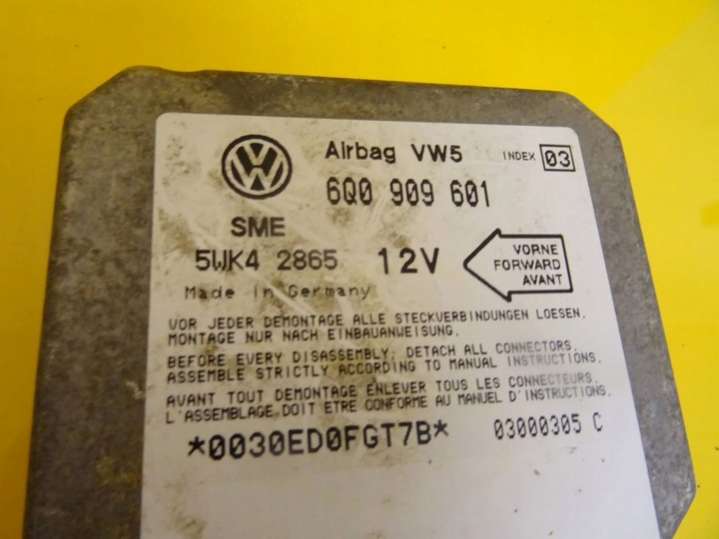 VW
Airbag VW5 INDEX 03
6Q0 909 601
SME
5WK4 2865 12V
VORNE
FORWARD
AVANT
Made in Germany
VOR JEDER DEMONTAGE ALLE STECKVERBINDUNGEN LOESEN.
MONTAGE NUR NACH EINBAUANWEISUNG.
BEFORE EVERY DISASSEMBLY, DETACH ALL CONNECTORS.
ASSEMBLE STRICTLY ACCORDING TO MANUAL INSTRUCTIONS.
AVANT TOUT DEMONTAGE ENLEVER TOUS LES CONNECTEURS.
L'ASSEMBLAGE DOIT ETRE CONFORME AU MANUEL D'INSTRUCTIONS.
*0030ED0FGT7B* 03000305 C